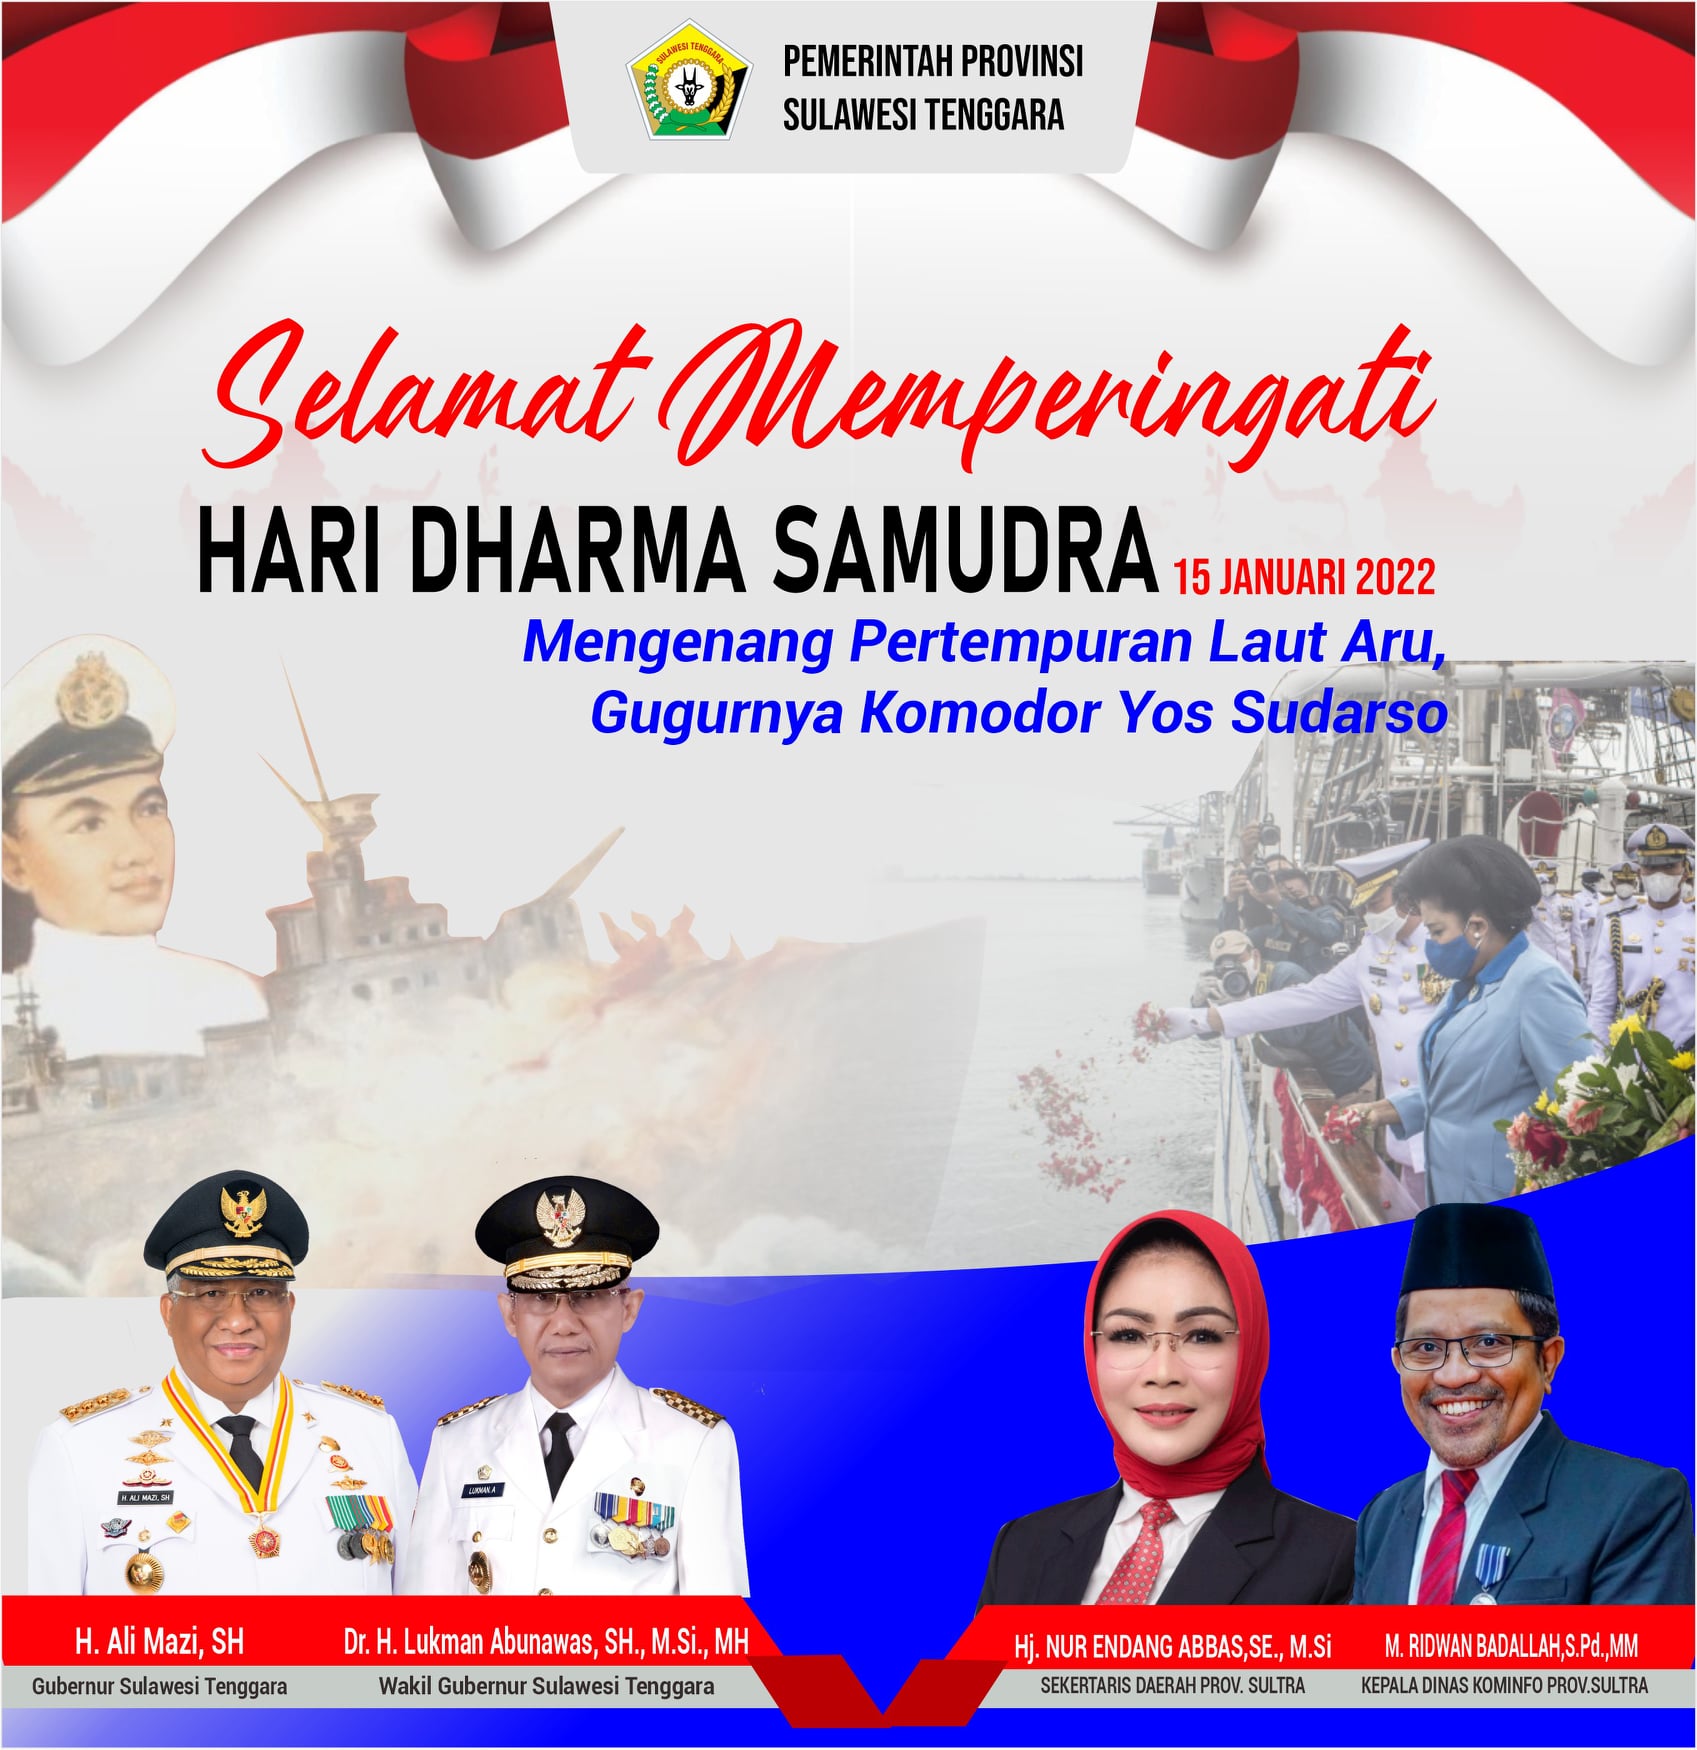 SULAWESI TENGGARA
PEMERINTAH PROVINSI
SULAWESI TENGGARA
Selamat Memperingati
HARI DHARMA SAMUDRA 15 JANUARI 2022
Mengenang Pertempuran Laut Aru,
Gugurnya Komodor Yos Sudarso
H. ALI MAZI, SH
LUKMAN.A
H. Ali Mazi, SH
Gubernur Sulawesi Tenggara
Dr. H. Lukman Abunawas, SH., M.Si., MH
Wakil Gubernur Sulawesi Tenggara
Hj. NUR ENDANG ABBAS,SE., M.Si
SEKERTARIS DAERAH PROV. SULTRA
M. RIDWAN BADALLAH,S.Pd.,MM
KEPALA DINAS KOMINFO PROV.SULTRA